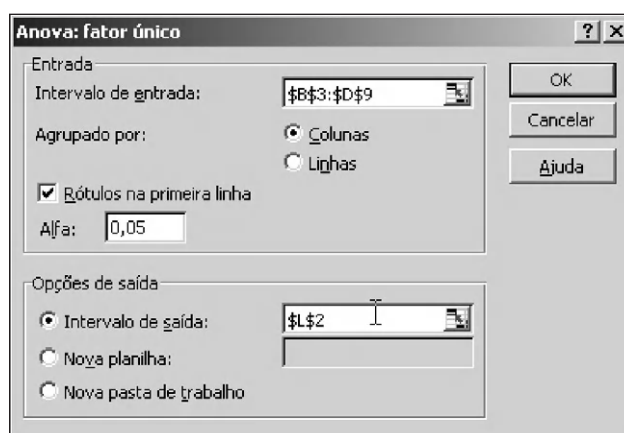 Anova: fator único
Entrada
Intervalo de entrada: $B$3:$D$9
OK
Agrupado por: Colunas
Cancelar
Linhas
Ajuda
Rótulos na primeira linha
Alfa: 0,05
Opções de saída
Intervalo de saída: $L$2
Nova planilha:
Nova pasta de trabalho